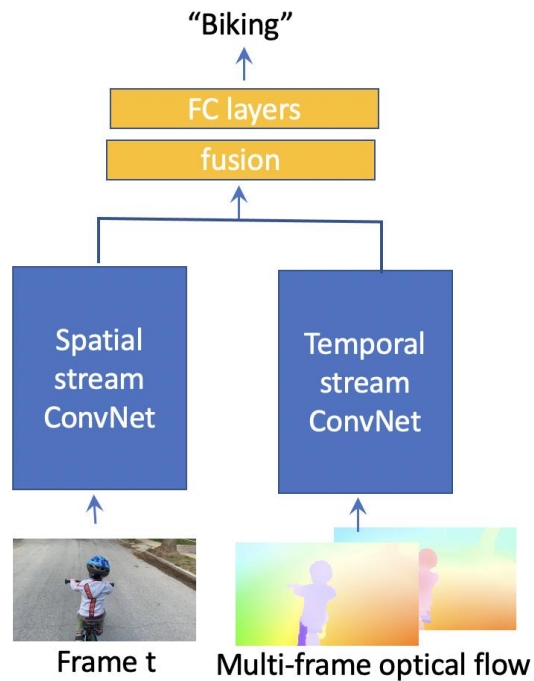 “Biking”
FC layers
fusion
Spatial
stream
ConvNet
Temporal
stream
ConvNet
Frame t
Multi-frame optical flow